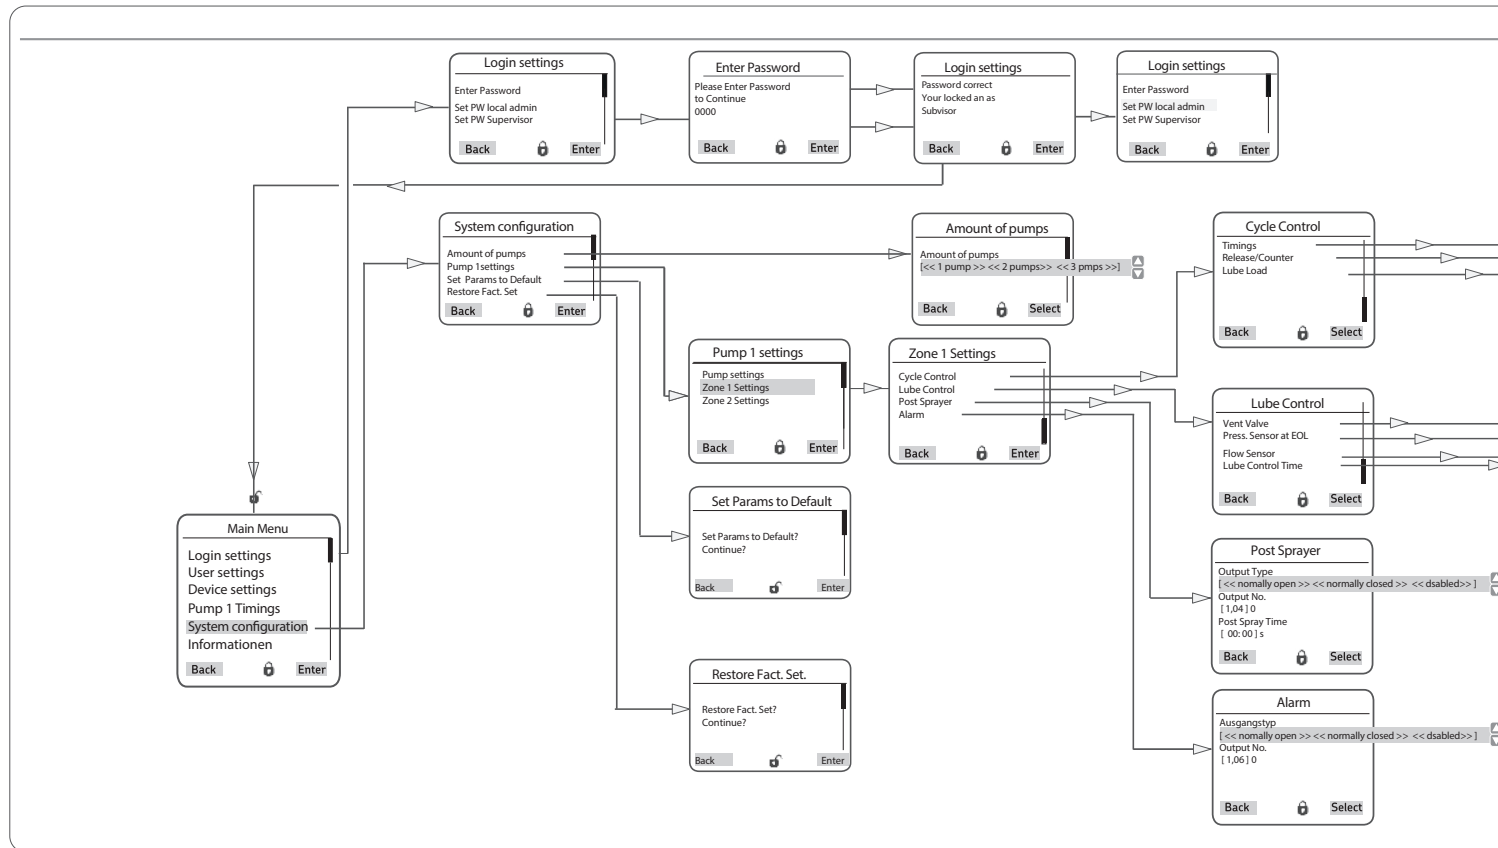 Login settings
Enter Password
Set PW local admin
Set PW Supervisor
Back
Enter
Enter Password
Please Enter Password
to Continue
0000
Back
Enter
Login settings
Password correct
Your locked an as
Subvisor
Back
Enter
Login settings
Enter Password
Set PW local admin
Set PW Supervisor
Back
Enter
System configuration
Amount of pumps
Pump 1settings
Set Params to Default
Restore Fact. Set
Back
Enter
Amount of pumps
Amount of pumps
[<< 1 pump >> << 2 pumps>> << 3 pmps >>]
Back
Select
Cycle Control
Timings
Release/Counter
Lube Load
Back
Select
Pump 1 settings
Pump settings
Zone 1 Settings
Zone 2 Settings
Back
Enter
Zone 1 Settings
Cycle Control
Lube Control
Post Sprayer
Alarm
Back
Enter
Lube Control
Vent Valve
Press. Sensor at EOL
Flow Sensor
Lube Control Time
Back
Select
Set Params to Default
Set Params to Default?
Continue?
Back
Enter
Main Menu
Login settings
User settings
Device settings
Pump 1 Timings
System configuration
Informationen
Back
Enter
Post Sprayer
Output Type
[ << nomally open >> << normally closed >> << dsabled>> ]
Output No.
[ 1,04 ] 0
Post Spray Time
[ 00: 00 ] s
Back
Select
Restore Fact. Set.
Restore Fact. Set?
Continue?
Back
Enter
Alarm
Ausgangstyp
[ << nomally open >> << normally closed >> << dsabled>> ]
Output No.
[ 1,06 ] 0
Back
Select